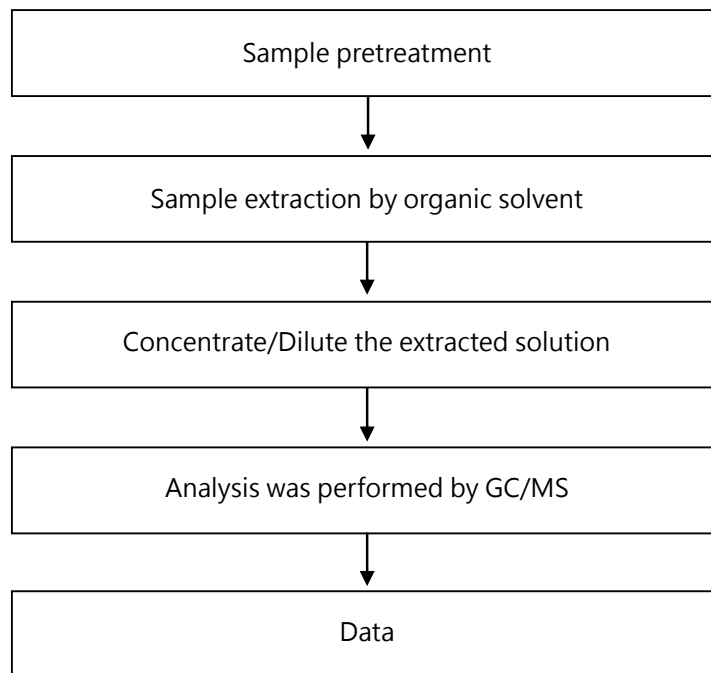 Sample pretreatment
Sample extraction by organic solvent
Concentrate/Dilute the extracted solution
Analysis was performed by GC/MS
Data